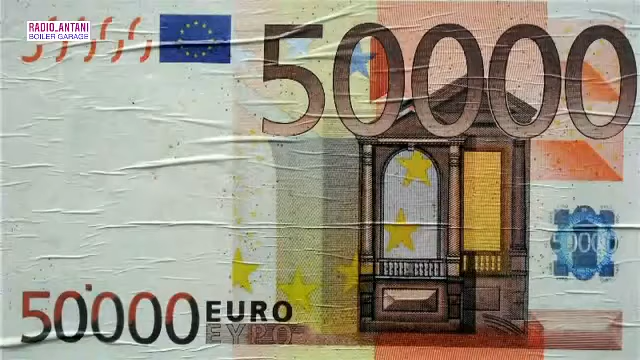 RADIO.ANTANI
BOILER GARAGE
50000
50000
50000 EURO
ΕΥΡΩ